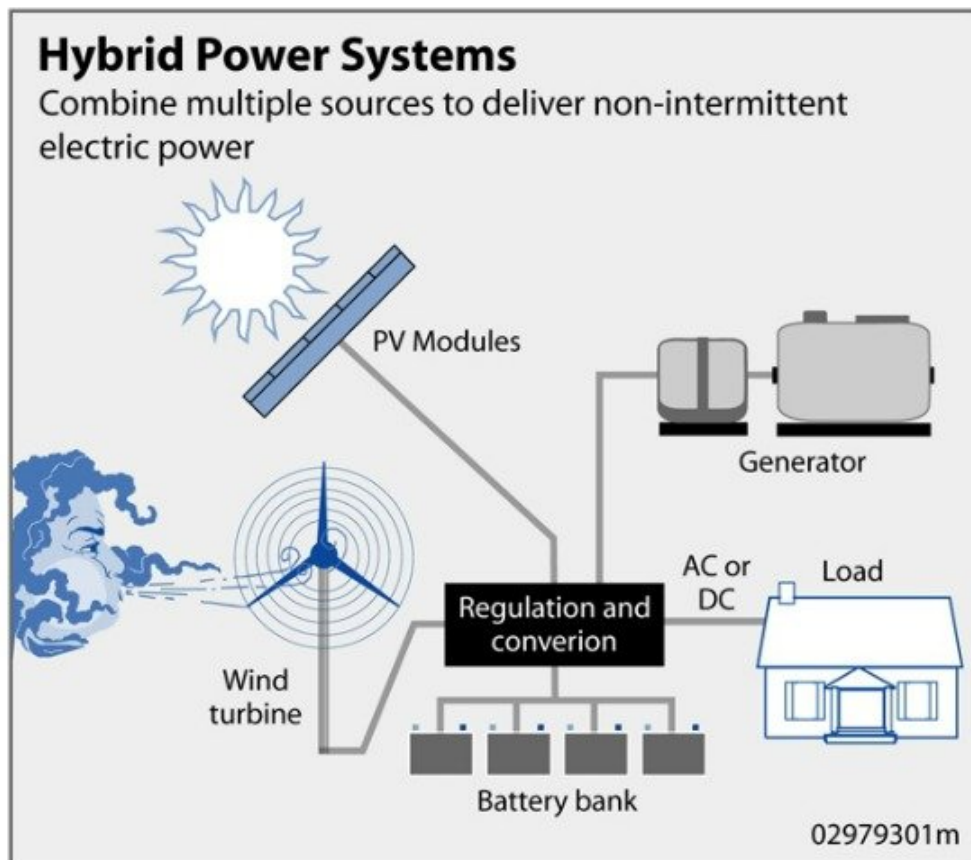 Hybrid Power Systems
Combine multiple sources to deliver non-intermittent
electric power
PV Modules
Generator
AC or
DC
Load
Regulation and
converion
Wind
turbine
Battery bank
02979301m